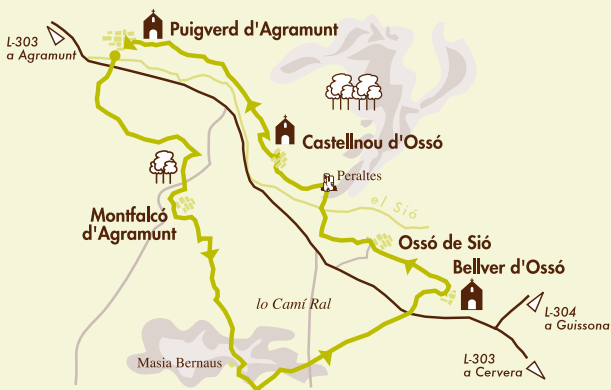 Puigverd d'Agramunt
L-303
a Agramunt
Castellnou d'Ossó
Peraltes
el Sió
Montfalcó
d'Agramunt
Ossó de Sió
Bellver d'Ossó
lo Camí Ral
L-304
a Guissona
Masia Bernaus
L-303
a Cervera